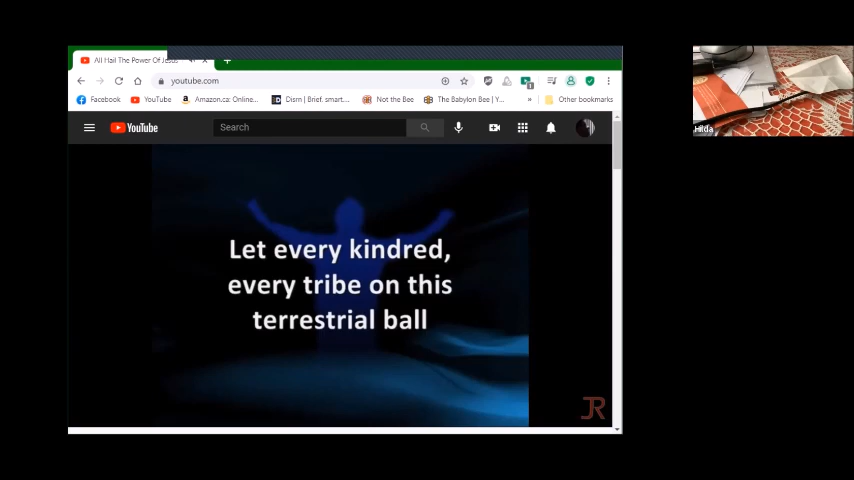 All Hail The Power Of Jesus
youtube.com
Facebook YouTube Amazon.ca: Online... Disrn | Brief. smart.... Not the Bee The Babylon Bee | Y... » Other bookmarks
YouTube Search
Let every kindred,
every tribe on this
terrestrial ball
JR
Hilda